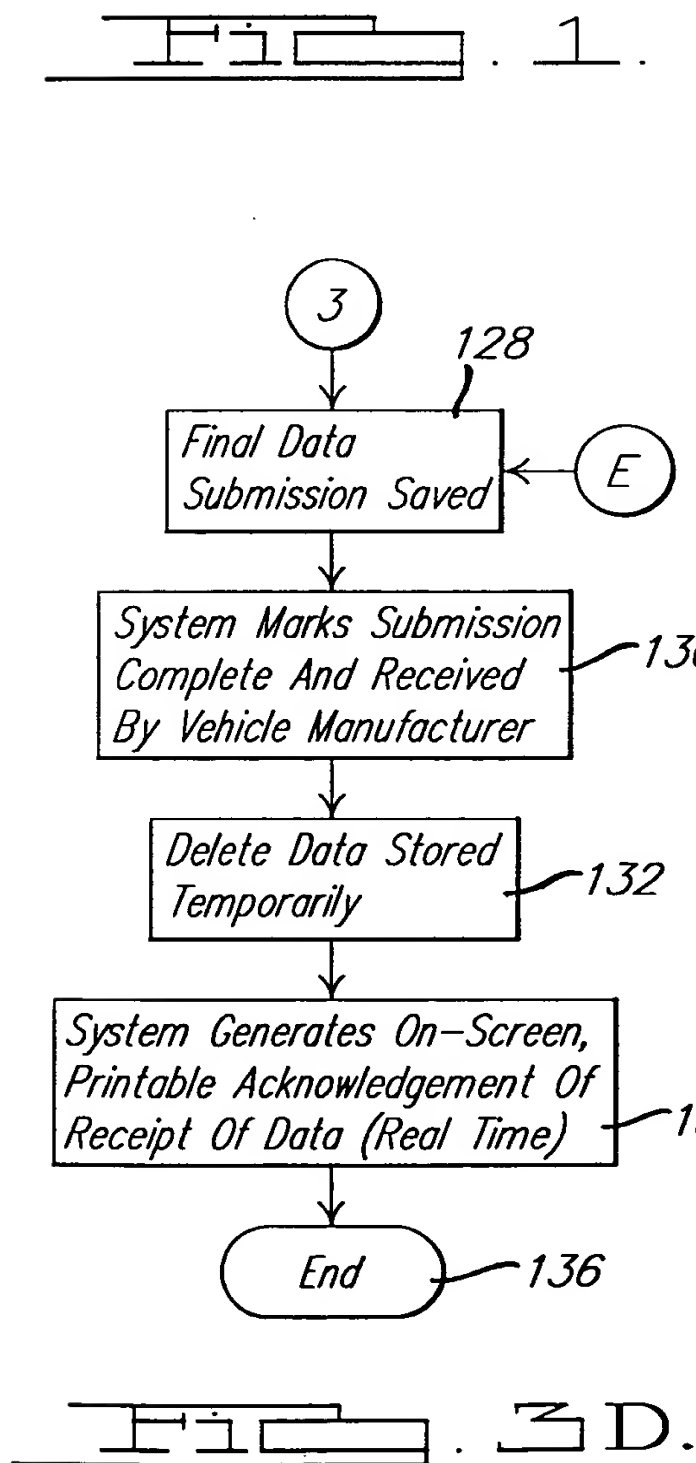 Fig. 1.
3
128
Final Data
Submission Saved
E
System Marks Submission
Complete And Received
By Vehicle Manufacturer
Delete Data Stored
Temporarily
132
System Generates On-Screen,
Printable Acknowledgement Of
Receipt Of Data (Real Time)
End
136
Fig. 3D.